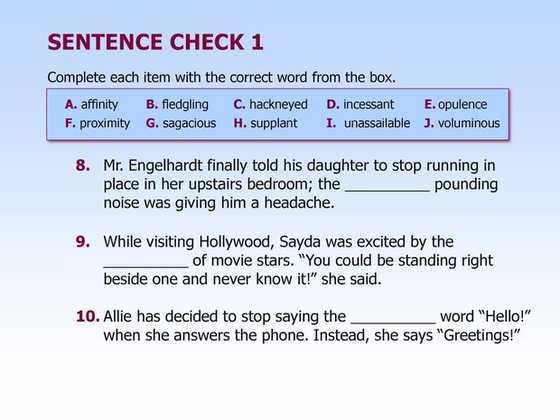 SENTENCE CHECK 1
Complete each item with the correct word from the box.
A. affinity B. fledgling C. hackneyed D. incessant E. opulence
F. proximity G. sagacious H. supplant I. unassailable J. voluminous
8. Mr. Engelhardt finally told his daughter to stop running in
place in her upstairs bedroom; the __________ pounding
noise was giving him a headache.
9. While visiting Hollywood, Sayda was excited by the
__________ of movie stars. “You could be standing right
beside one and never know it!” she said.
10. Allie has decided to stop saying the __________ word “Hello!”
when she answers the phone. Instead, she says “Greetings!”